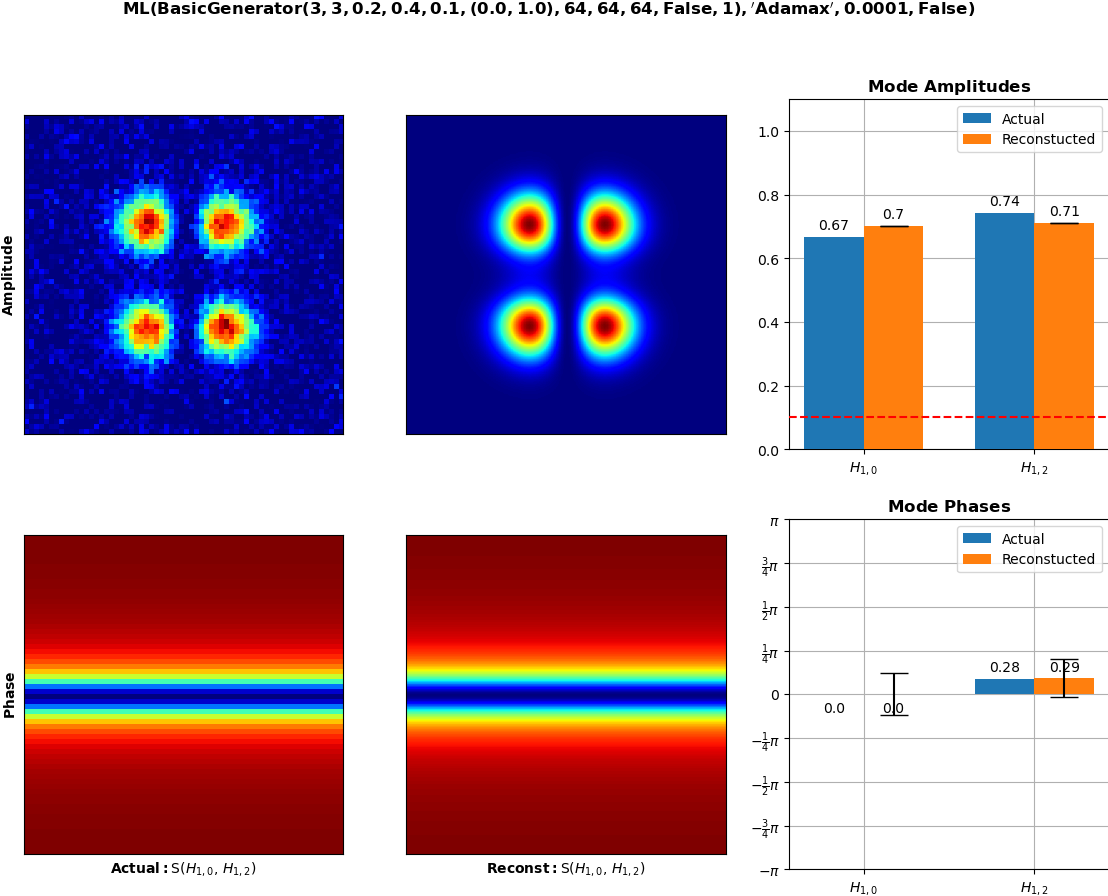 ML(BasicGenerator(3, 3, 0.2, 0.4, 0.1, (0.0, 1.0), 64, 64, 64, False, 1), ′Adamax′, 0.0001, False)
Amplitude
Mode Amplitudes
Actual
Reconstucted
1.0
0.8
0.6
0.4
0.2
0.0
0.67
0.7
0.74
0.71
H1, 0
H1, 2
Phase
Actual: S(H1, 0, H1, 2)
Reconst: S(H1, 0, H1, 2)
Mode Phases
Actual
Reconstucted
π
3/4π
1/2π
1/4π
0
−1/4π
−1/2π
−3/4π
−π
0.0
0.0
0.28
0.29
H1, 0
H1, 2